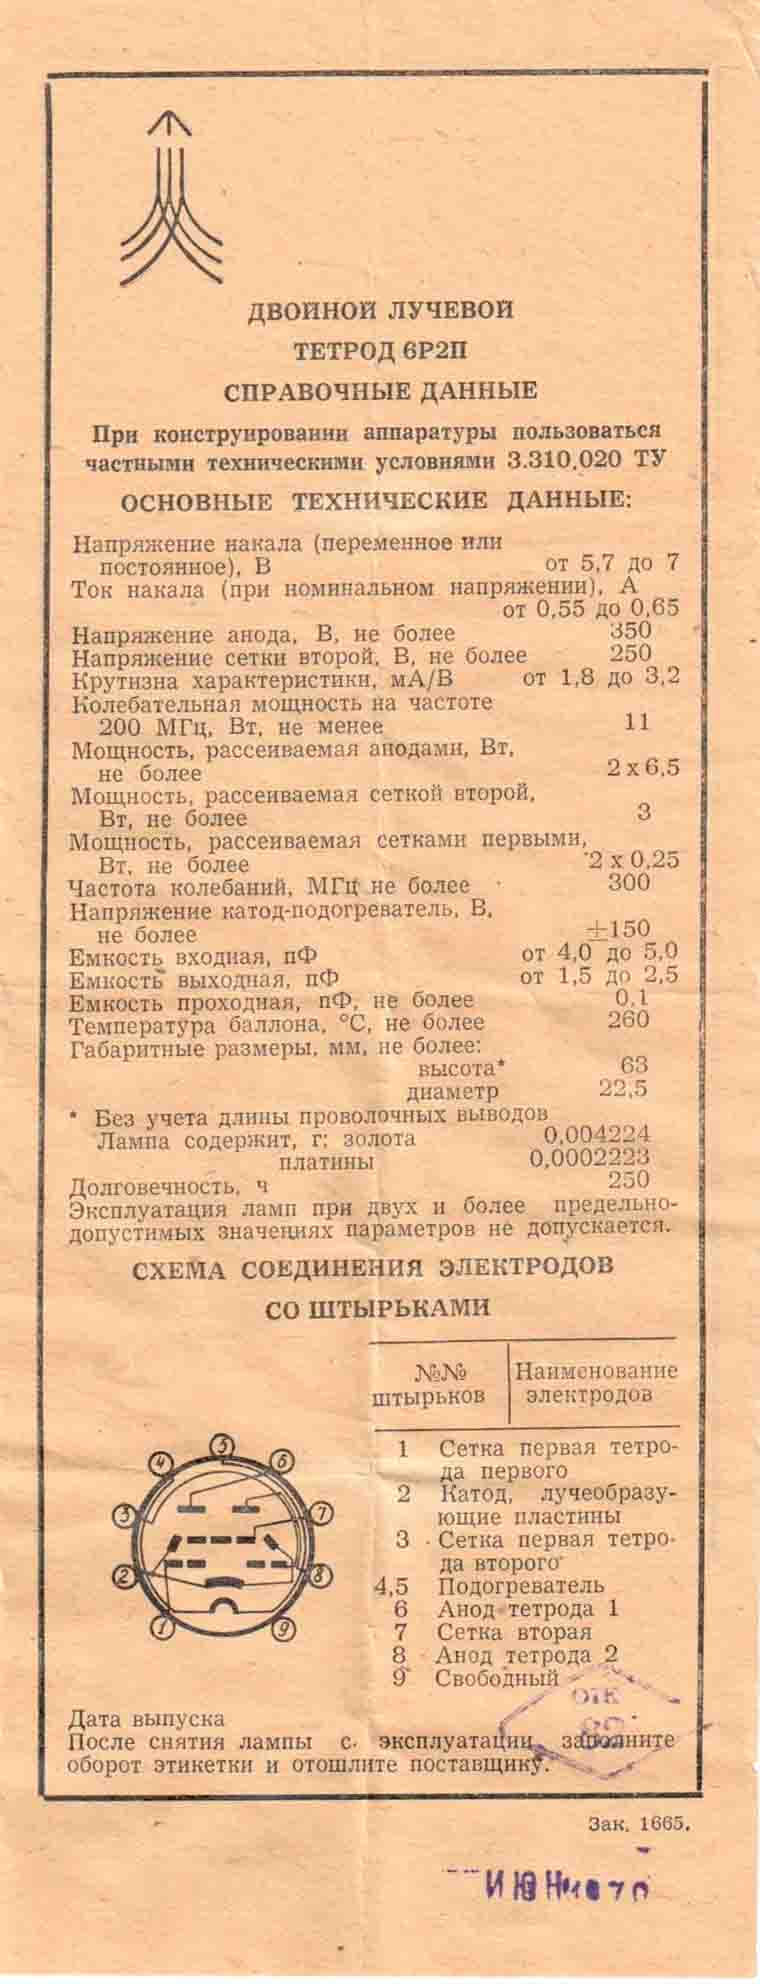 ДВОЙНОЙ ЛУЧЕВОЙ
ТЕТРОД 6Р2П
СПРАВОЧНЫЕ ДАННЫЕ
При конструировании аппаратуры пользоваться
частными техническими условиями 3.310.020 ТУ
ОСНОВНЫЕ ТЕХНИЧЕСКИЕ ДАННЫЕ:
Напряжение накала (переменное или
постоянное), В от 5,7 до 7
Ток накала (при номинальном напряжении), А
от 0,55 до 0,65
Напряжение анода, В, не более 350
Напряжение сетки второй, В, не более 250
Крутизна характеристики, мА/В от 1,8 до 3,2
Колебательная мощность на частоте
200 МГц, Вт, не менее 11
Мощность, рассеиваемая анодами, Вт,
не более 2 х 6,5
Мощность, рассеиваемая сеткой второй,
Вт, не более 3
Мощность, рассеиваемая сетками первыми,
Вт, не более 2 х 0,25
Частота колебаний, МГц не более 300
Напряжение катод-подогреватель, В,
не более ±150
Емкость входная, пФ от 4,0 до 5,0
Емкость выходная, пФ от 1,5 до 2,5
Емкость проходная, пФ, не более 0,1
Температура баллона, °С, не более 260
Габаритные размеры, мм, не более:
высота* 63
диаметр 22,5
* Без учета длины проволочных выводов
Лампа содержит, г: золота 0,004224
платины 0,0002223
Долговечность, ч 250
Эксплуатация ламп при двух и более предельно-
допустимых значениях параметров не допускается.
СХЕМА СОЕДИНЕНИЯ ЭЛЕКТРОДОВ
СО ШТЫРЬКАМИ
№№ штырьков Наименование электродов
1 Сетка первая тетро-
да первого
2 Катод, лучеобразу-
ющие пластины
3 Сетка первая тетро-
да второго
4,5 Подогреватель
6 Анод тетрода 1
7 Сетка вторая
8 Анод тетрода 2
9 Свободный
1
2
3
4
5
6
7
8
9
ОТК
Дата выпуска
После снятия лампы с эксплуатации заполните
оборот этикетки и отошлите поставщику.
Зак. 1665.